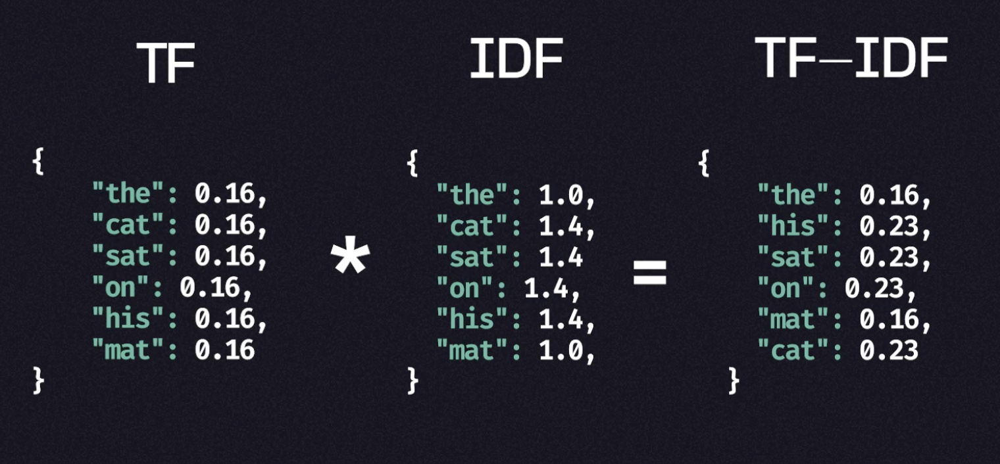 TF
{
"the": 0.16,
"cat": 0.16,
"sat": 0.16,
"on": 0.16,
"his": 0.16,
"mat": 0.16
}
*
IDF
{
"the": 1.0,
"cat": 1.4,
"sat": 1.4
"on": 1.4,
"his": 1.4,
"mat": 1.0,
}
=
TF—IDF
{
"the": 0.16,
"his": 0.23,
"sat": 0.23,
"on": 0.23,
"mat": 0.16,
"cat": 0.23
}